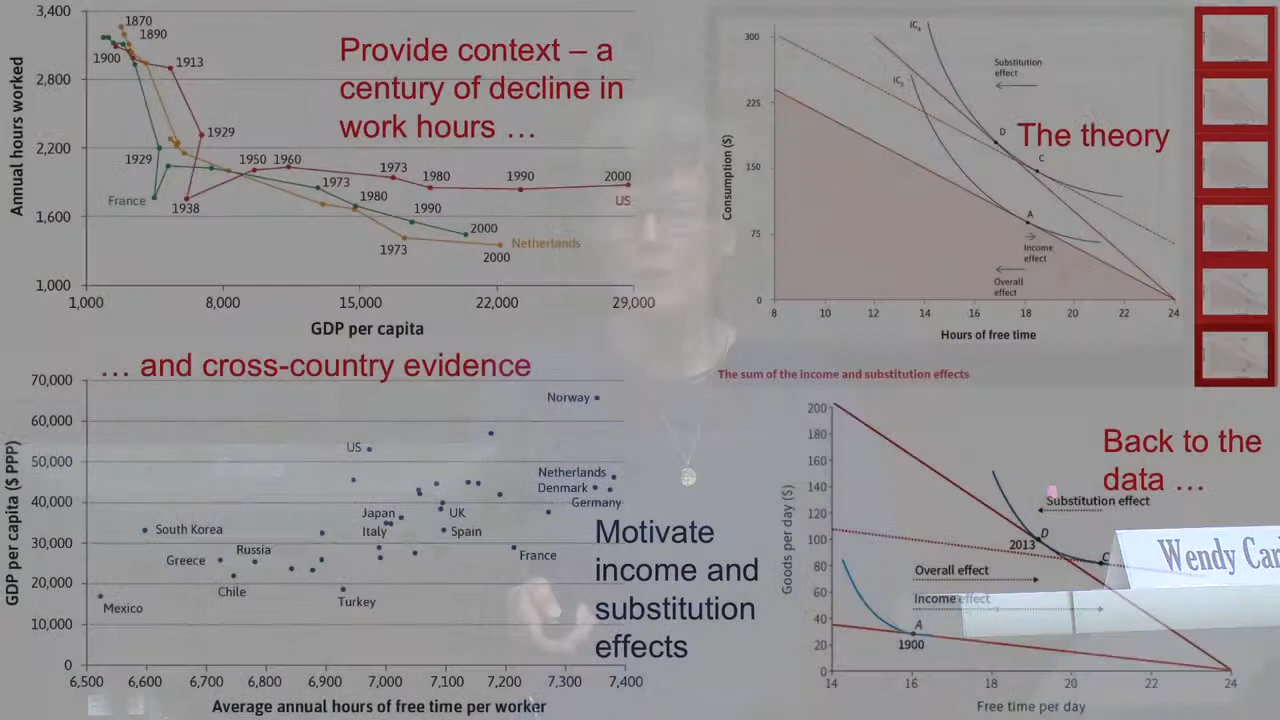 3,400
2,800
2,200
1,600
1,000
Annual hours worked
1870
1890
1900
1913
1929
1929
France
1938
1950
1960
1973
1980
1990
2000
US
1973
1980
1990
2000
1973
2000
Netherlands
1,000
8,000
15,000
22,000
29,000
GDP per capita
Provide context – a
century of decline in
work hours …
300
225
150
75
0
Consumption ($)
IC₄
IC₃
Substitution
effect
D
C
A
Income
effect
Overall
effect
8
10
12
14
16
18
20
21
22
24
Hours of free time
The theory
The sum of the income and substitution effects
… and cross-country evidence
70,000
60,000
50,000
40,000
30,000
20,000
10,000
0
GDP per capita ($ PPP)
Norway
US
Netherlands
Denmark
Germany
Japan
UK
Italy
Spain
South Korea
Greece
Russia
France
Chile
Turkey
Mexico
6,500
6,600
6,700
6,800
6,900
7,000
7,100
7,200
7,300
7,400
Average annual hours of free time per worker
Motivate
income and
substitution
effects
200
180
160
140
120
100
80
60
40
20
0
Goods per day ($)
Back to the
data …
Substitution effect
D
2013
C
Overall effect
Income effect
A
1900
14
16
18
20
22
24
Free time per day
Wendy Car